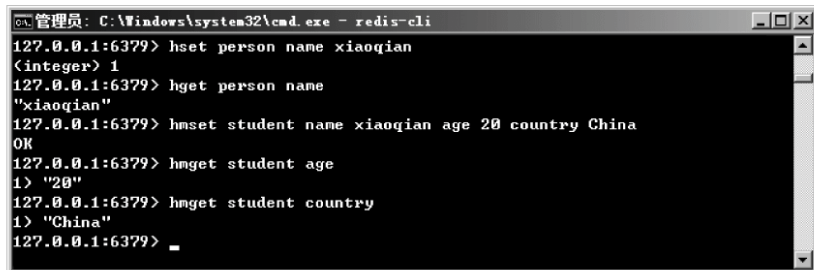 管理员: C:\Windows\system32\cmd.exe - redis-cli
127.0.0.1:6379> hset person name xiaoqian
(integer) 1
127.0.0.1:6379> hget person name
"xiaoqian"
127.0.0.1:6379> hmset student name xiaoqian age 20 country China
OK
127.0.0.1:6379> hmget student age
1) "20"
127.0.0.1:6379> hmget student country
1) "China"
127.0.0.1:6379>